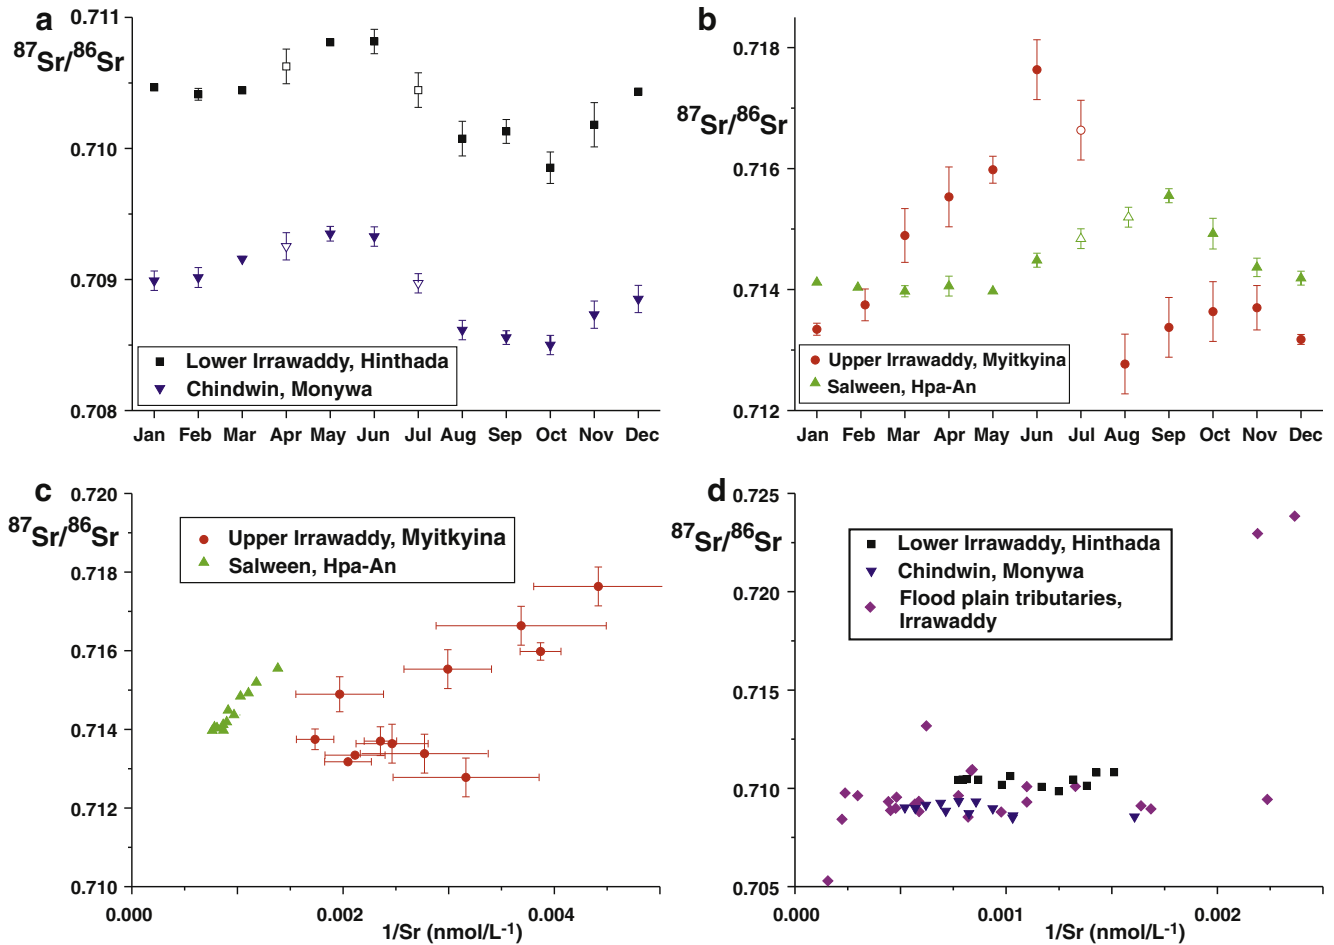 a
0.711
87Sr/86Sr
0.710
0.709
0.708
Lower Irrawaddy, Hinthada
Chindwin, Monywa
Jan Feb Mar Apr May Jun Jul Aug Sep Oct Nov Dec
b
0.718
87Sr/86Sr
0.716
0.714
0.712
Upper Irrawaddy, Myitkyina
Salween, Hpa-An
Jan Feb Mar Apr May Jun Jul Aug Sep Oct Nov Dec
c
0.720
87Sr/86Sr
0.718
0.716
0.714
0.712
0.710
Upper Irrawaddy, Myitkyina
Salween, Hpa-An
0.000 0.002 0.004
1/Sr (nmol/L-1)
d
0.725
87Sr/86Sr
0.720
0.715
0.710
0.705
Lower Irrawaddy, Hinthada
Chindwin, Monywa
Flood plain tributaries,
Irrawaddy
0.000 0.001 0.002
1/Sr (nmol/L-1)